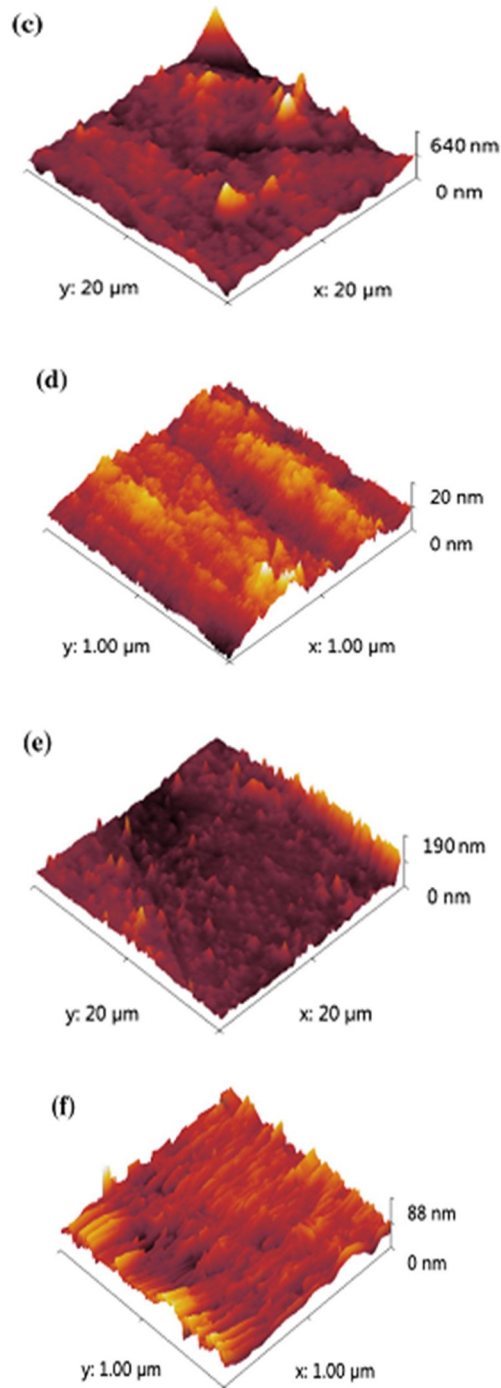 (c)
640 nm
0 nm
y: 20 µm
x: 20 µm
(d)
20 nm
0 nm
y: 1.00 µm
x: 1.00 µm
(e)
190 nm
0 nm
y: 20 µm
x: 20 µm
(f)
88 nm
0 nm
y: 1.00 µm
x: 1.00 µm